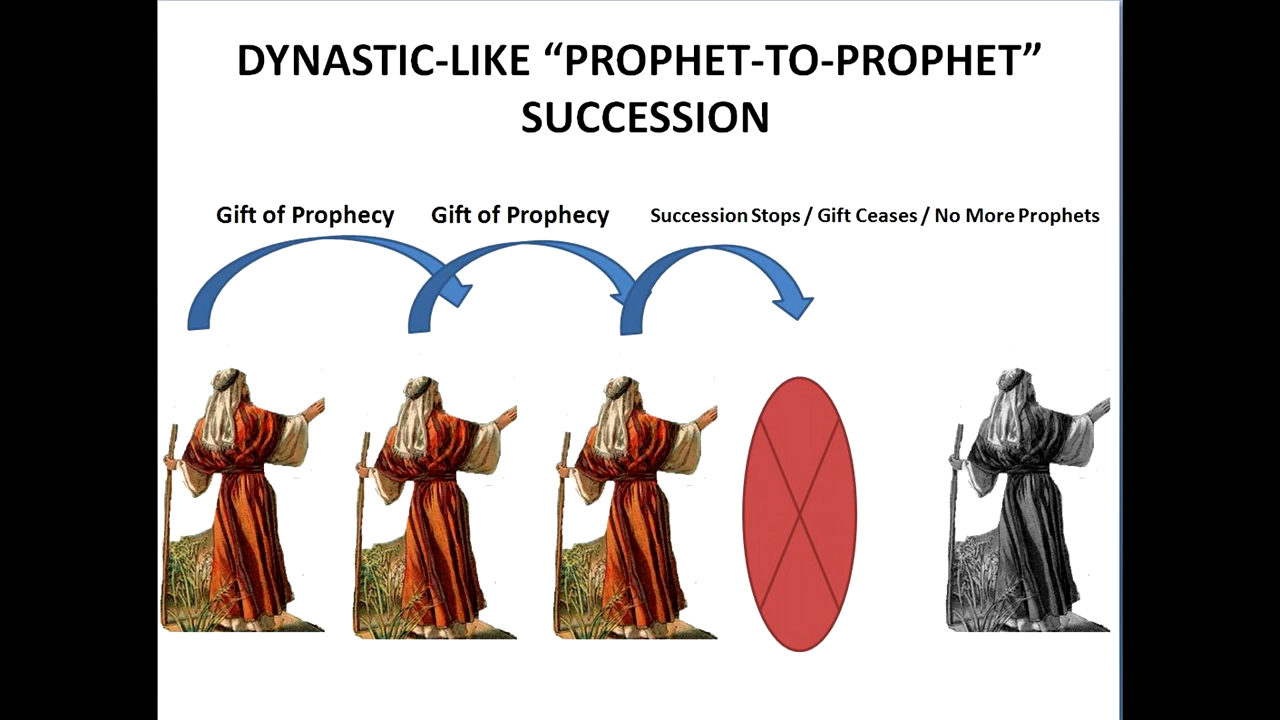 DYNASTIC-LIKE “PROPHET-TO-PROPHET”
SUCCESSION
Gift of Prophecy
Gift of Prophecy
Succession Stops / Gift Ceases / No More Prophets